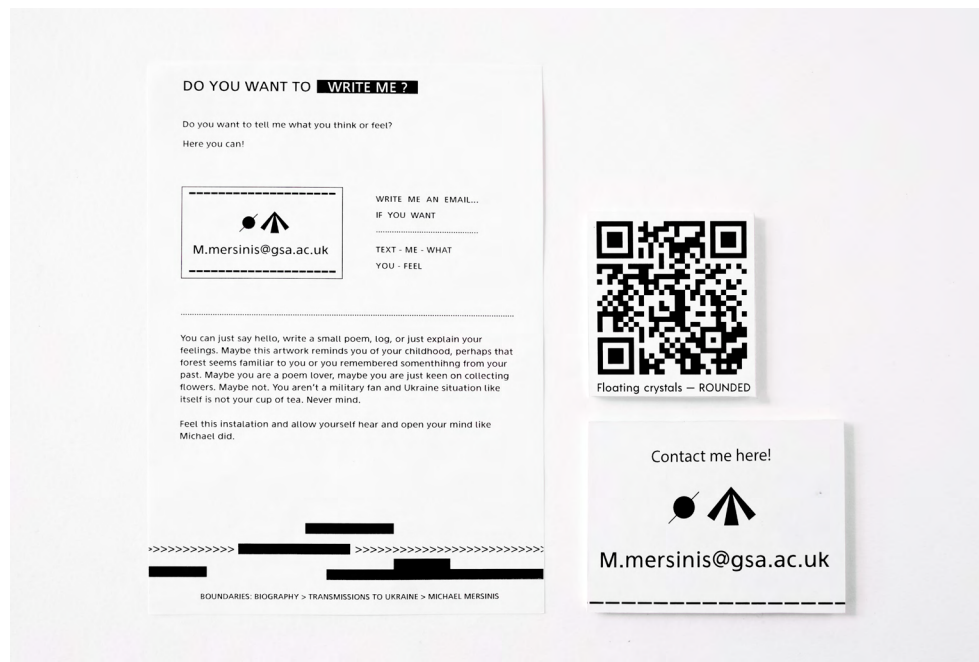 DO YOU WANT TO WRITE ME ?
Do you want to tell me what you think or feel?
Here you can!
M.mersinis@gsa.ac.uk
WRITE ME AN EMAIL...
IF YOU WANT
TEXT - ME - WHAT
YOU - FEEL
You can just say hello, write a small poem, log, or just explain your
feelings. Maybe this artwork reminds you of your childhood, perhaps that
forest seems familiar to you or you remembered somenthihng from your
past. Maybe you are a poem lover, maybe you are just keen on collecting
flowers. Maybe not. You aren't a military fan and Ukraine situation like
itself is not your cup of tea. Never mind.
Feel this instalation and allow yourself hear and open your mind like
Michael did.
BOUNDARIES: BIOGRAPHY > TRANSMISSIONS TO UKRAINE > MICHAEL MERSINIS
Floating crystals — ROUNDED
Contact me here!
M.mersinis@gsa.ac.uk